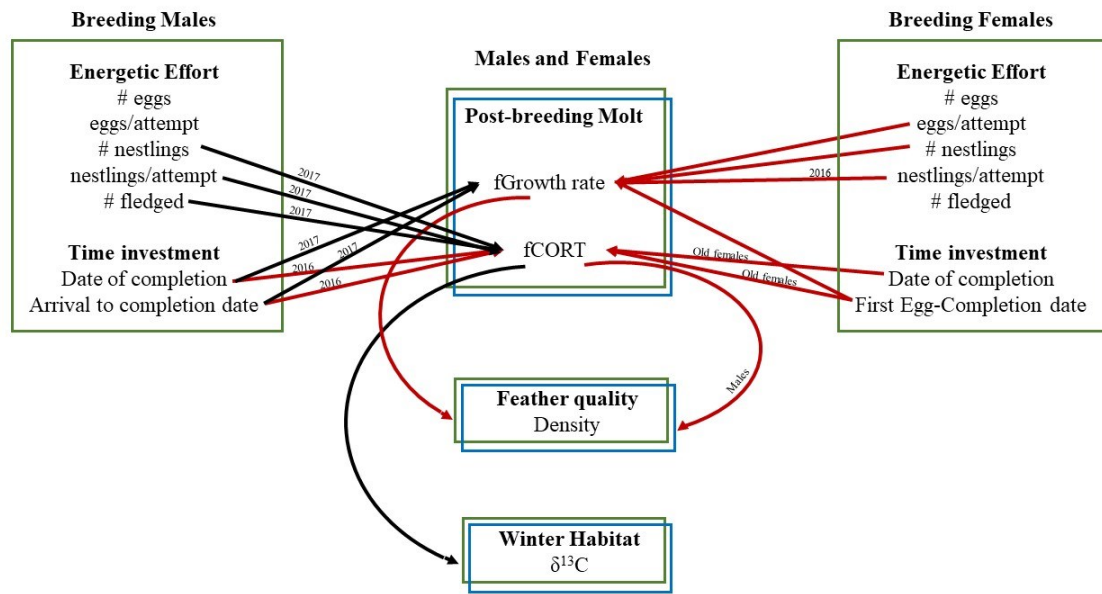 Breeding Males
Energetic Effort
# eggs
eggs/attempt
# nestlings
nestlings/attempt
# fledged
Time investment
Date of completion
Arrival to completion date
2017
2017
2017
2017
2017
2016
2016
Males and Females
Post-breeding Molt
fGrowth rate
fCORT
Breeding Females
Energetic Effort
# eggs
eggs/attempt
# nestlings
nestlings/attempt
# fledged
Time investment
Date of completion
First Egg-Completion date
2016
Old females
Old females
Males
Feather quality
Density
Winter Habitat
δ¹³C